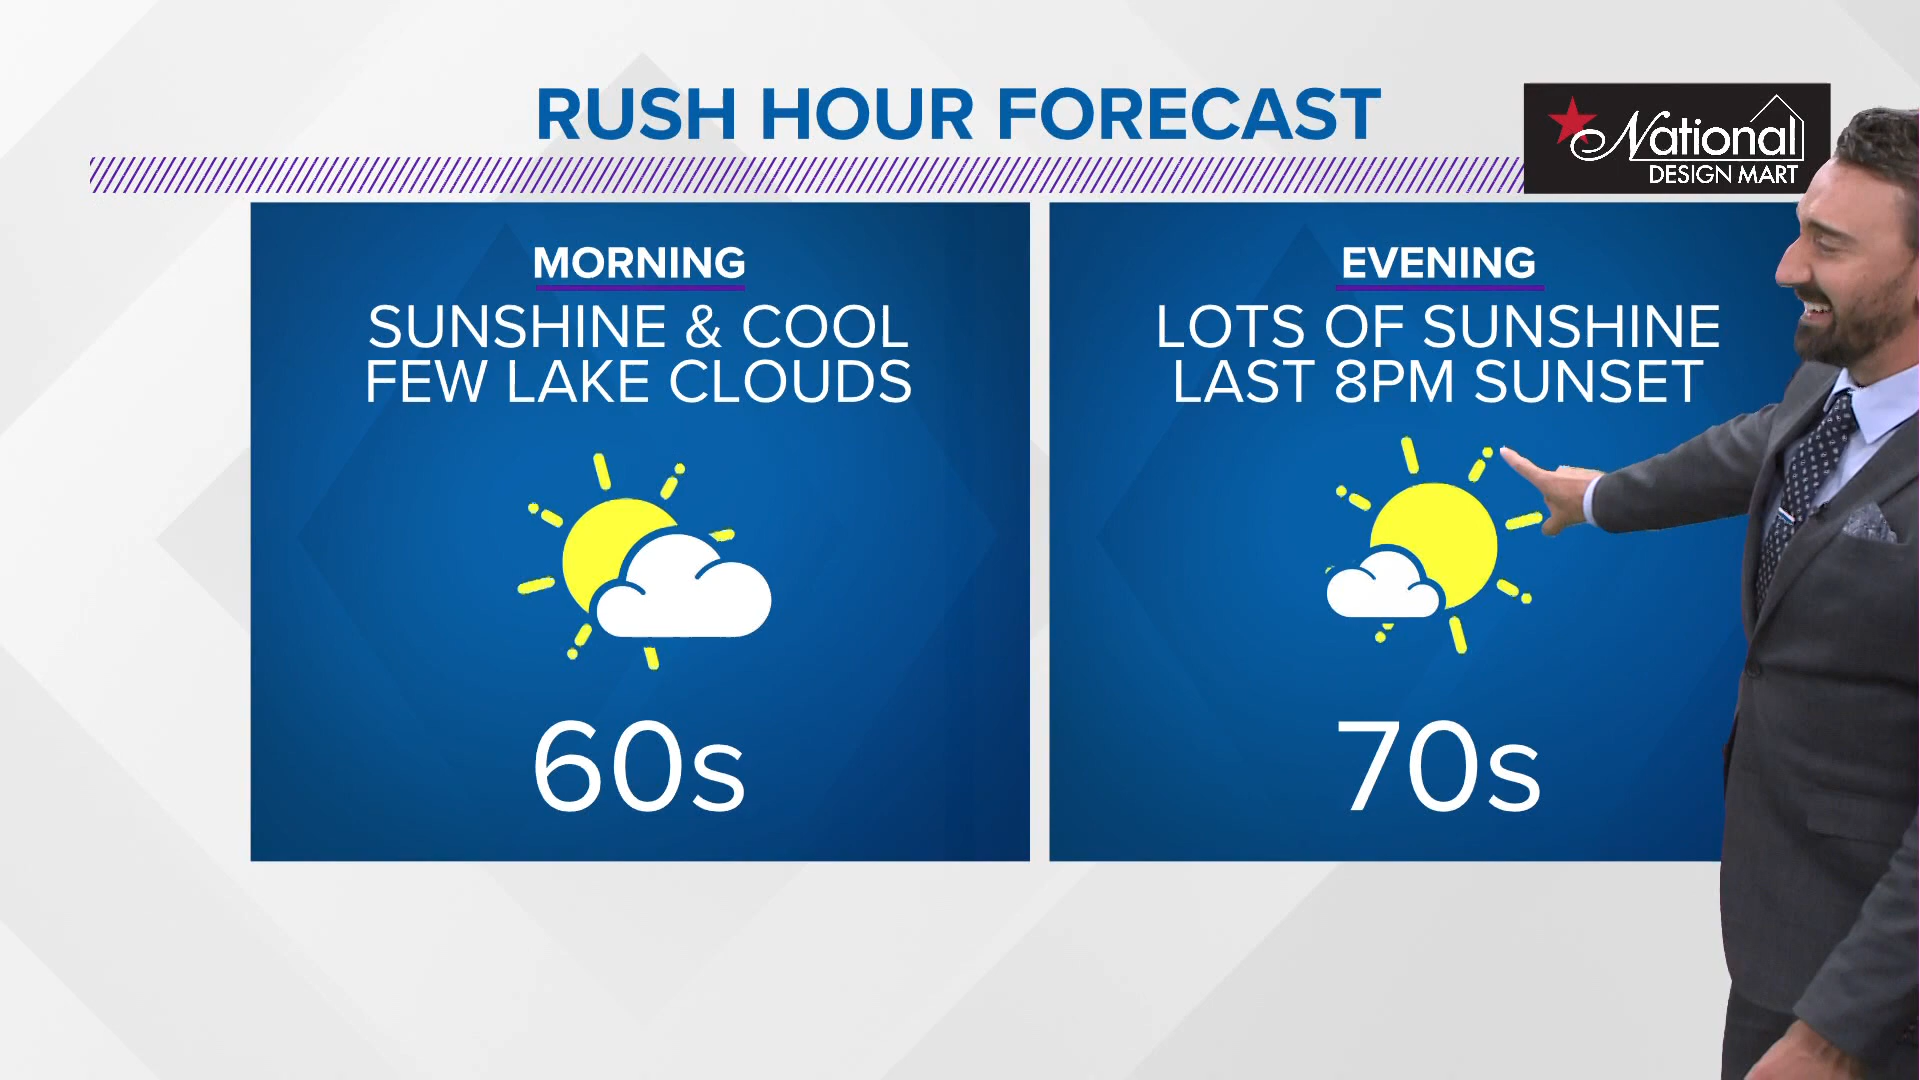 RUSH HOUR FORECAST
National
DESIGN MART
MORNING
SUNSHINE & COOL
FEW LAKE CLOUDS
60s
EVENING
LOTS OF SUNSHINE
LAST 8PM SUNSET
70s